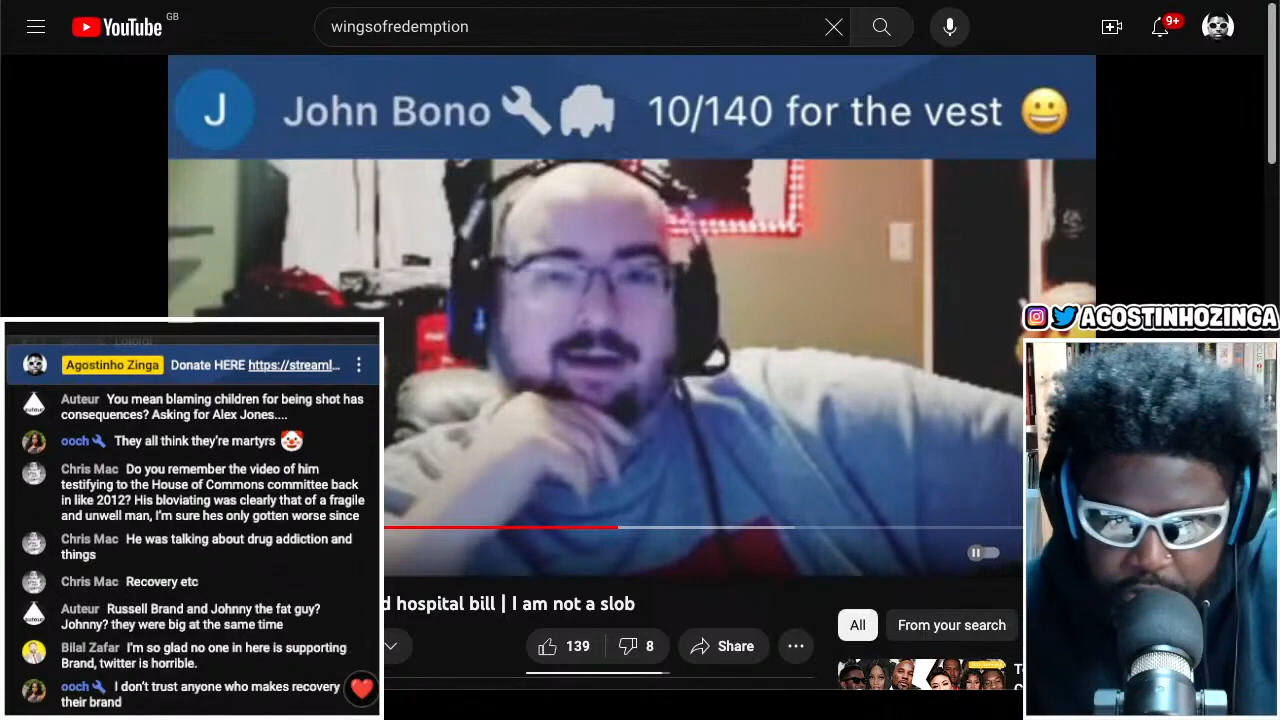 YouTube GB
wingsofredemption
9+
J John Bono 10/140 for the vest
AGOSTINHOZINGA
Agostinho Zinga Donate HERE https://streaml...
Auteur You mean blaming children for being shot has
consequences? Asking for Alex Jones....
ooch They all think they're martyrs
Chris Mac Do you remember the video of him
testifying to the House of Commons committee back
in like 2012? His bloviating was clearly that of a fragile
and unwell man, I'm sure hes only gotten worse since
Chris Mac He was talking about drug addiction and
things
Chris Mac Recovery etc
Auteur Russell Brand and Johnny the fat guy?
Johnny? they were big at the same time
Bilal Zafar I'm so glad no one in here is supporting
Brand, twitter is horrible.
ooch I don't trust anyone who makes recovery
their brand
d hospital bill | I am not a slob
139 8 Share
All From your search